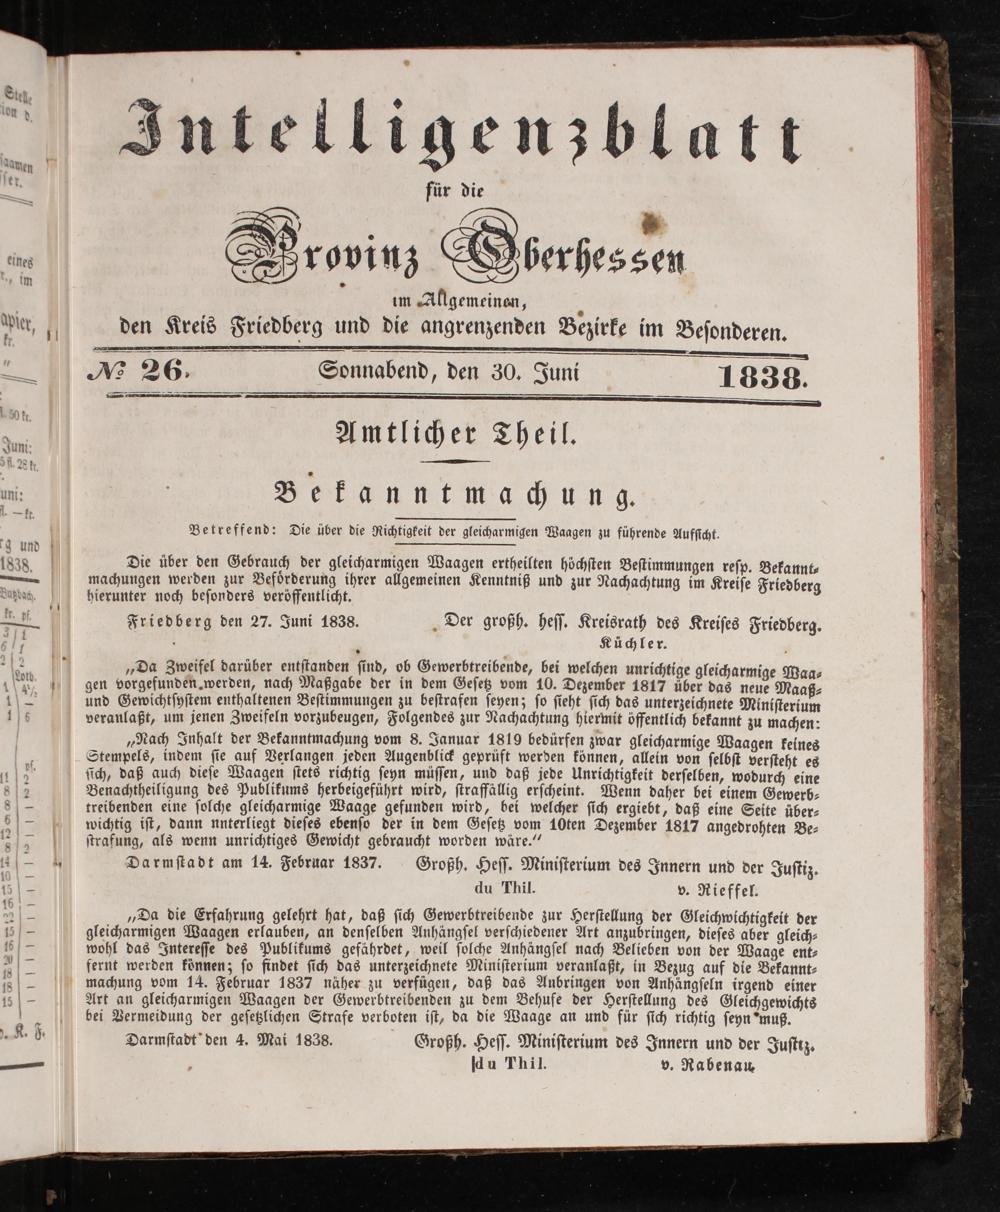 Intelligenzblatt
für die
Provinz Oberhessen
im Allgemeinen,
den Kreis Friedberg und die angrenzenden Bezirke im Besonderen.
№ 26. Sonnabend, den 30. Juni 1838.
Amtlicher Theil.
Bekanntmachung.
Betreffend: Die über die Richtigkeit der gleicharmigen Waagen zu führende Aufsicht.
Die über den Gebrauch der gleicharmigen Waagen ertheilten höchsten Bestimmungen resp. Bekannt-
machungen werden zur Beförderung ihrer allgemeinen Kenntniß und zur Nachachtung im Kreise Friedberg
hierunter noch besonders veröffentlicht.
Friedberg den 27. Juni 1838. Der großh. hess. Kreisrath des Kreises Friedberg.
Küchler.
„Da Zweifel darüber entstanden sind, ob Gewerbtreibende, bei welchen unrichtige gleicharmige Waa-
gen vorgefunden werden, nach Maßgabe der in dem Gesetz vom 10. Dezember 1817 über das neue Maaß-
und Gewichtsystem enthaltenen Bestimmungen zu bestrafen seyen; so sieht sich das unterzeichnete Ministerium
veranlaßt, um jenen Zweifeln vorzubeugen, Folgendes zur Nachachtung hiermit öffentlich bekannt zu machen:
„Nach Inhalt der Bekanntmachung vom 8. Januar 1819 bedürfen zwar gleicharmige Waagen keines
Stempels, indem sie auf Verlangen jeden Augenblick geprüft werden können, allein von selbst versteht es
sich, daß auch diese Waagen stets richtig seyn müssen, und daß jede Unrichtigkeit derselben, wodurch eine
Benachtheiligung des Publikums herbeigeführt wird, straffällig erscheint. Wenn daher bei einem Gewerb-
treibenden eine solche gleicharmige Waage gefunden wird, bei welcher sich ergiebt, daß eine Seite über-
wichtig ist, dann nnterliegt dieses ebenso der in dem Gesetz vom 10ten Dezember 1817 angedrohten Be-
strafung, als wenn unrichtiges Gewicht gebraucht worden wäre.“
Darmstadt am 14. Februar 1837. Großh. Hess. Ministerium des Innern und der Justiz.
du Thil. v. Rieffel.
„Da die Erfahrung gelehrt hat, daß sich Gewerbtreibende zur Herstellung der Gleichwichtigkeit der
gleicharmigen Waagen erlauben, an denselben Anhängsel verschiedener Art anzubringen, dieses aber gleich-
wohl das Interesse des Publikums gefährdet, weil solche Anhängsel nach Belieben von der Waage ent-
fernt werden können; so findet sich das unterzeichnete Ministerium veranlaßt, in Bezug auf die Bekannt-
machung vom 14. Februar 1837 näher zu verfügen, daß das Anbringen von Anhängseln irgend einer
Art an gleicharmigen Waagen der Gewerbtreibenden zu dem Behufe der Herstellung des Gleichgewichts
bei Vermeidung der gesetzlichen Strafe verboten ist, da die Waage an und für sich richtig seyn muß.
Darmstadt den 4. Mai 1838. Großh. Hess. Ministerium des Innern und der Justiz.
du Thil. v. Rabenau